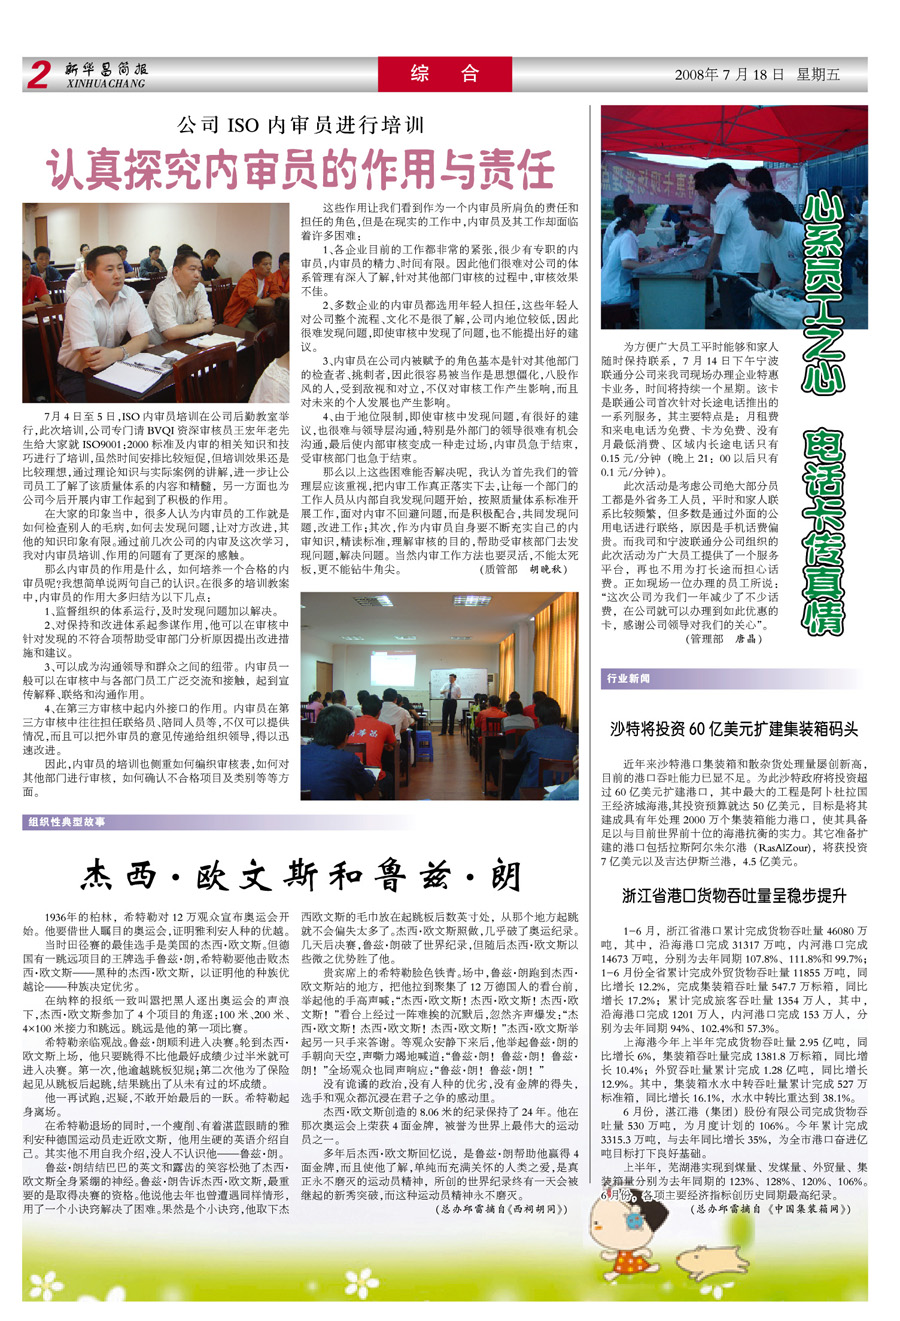 2
新华昌简报
XINHUACHANG
综 合
2008年7月18日 星期五
公司 ISO 内审员进行培训
认真探究内审员的作用与责任
7月4日至5日,ISO内审员培训在公司后勤教室举
行,此次培训,公司专门请BVQI资深审核员王宏年老先
生给大家就ISO9001:2000标准及内审的相关知识和技
巧进行了培训,虽然时间安排比较短促,但培训效果还是
比较理想,通过理论知识与实际案例的讲解,进一步让公
司员工了解了该质量体系的内容和精髓，另一方面也为
公司今后开展内审工作起到了积极的作用。
在大家的印象当中，很多人认为内审员的工作就是
如何检查别人的毛病,如何去发现问题,让对方改进,其
他的知识印象有限。通过前几次公司的内审及这次学习，
我对内审员培训、作用的问题有了更深的感触。
那么内审员的作用是什么，如何培养一个合格的内
审员呢?我想简单说两句自己的认识。在很多的培训教案
中,内审员的作用大多归结为以下几点：
1、监督组织的体系运行,及时发现问题加以解决。
2、对保持和改进体系起参谋作用,他可以在审核中
针对发现的不符合项帮助受审部门分析原因提出改进措
施和建议。
3、可以成为沟通领导和群众之间的纽带。内审员一
般可以在审核中与各部门员工广泛交流和接触，起到宣
传解释、联络和沟通作用。
4、在第三方审核中起内外接口的作用。内审员在第
三方审核中往往担任联络员、陪同人员等,不仅可以提供
情况,而且可以把外审员的意见传递给组织领导,得以迅
速改进。
因此,内审员的培训也侧重如何编织审核表,如何对
其他部门进行审核，如何确认不合格项目及类别等等方
面。
这些作用让我们看到作为一个内审员所肩负的责任和
担任的角色,但是在现实的工作中,内审员及其工作却面临
着许多困难：
1、各企业目前的工作都非常的紧张,很少有专职的内
审员,内审员的精力、时间有限。因此他们很难对公司的体
系管理有深入了解,针对其他部门审核的过程中,审核效果
不佳。
2、多数企业的内审员都选用年轻人担任,这些年轻人
对公司整个流程、文化不是很了解,公司内地位较低,因此
很难发现问题,即使审核中发现了问题,也不能提出好的建
议。
3、内审员在公司内被赋予的角色基本是针对其他部门
的检查者、挑刺者,因此很容易被当作是思想僵化,八股作
风的人,受到敌视和对立,不仅对审核工作产生影响,而且
对未来的个人发展也产生影响。
4、由于地位限制,即使审核中发现问题,有很好的建
议,也很难与领导层沟通,特别是外部门的领导很难有机会
沟通,最后使内部审核变成一种走过场,内审员急于结束,
受审核部门也急于结束。
那么以上这些困难能否解决呢，我认为首先我们的管
理层应该重视,把内审工作真正落实下去,让每一个部门的
工作人员从内部自我发现问题开始，按照质量体系标准开
展工作,面对内审不回避问题,而是积极配合,共同发现问
题,改进工作;其次,作为内审员自身要不断充实自己的内
审知识,精读标准,理解审核的目的,帮助受审核部门去发
现问题,解决问题。当然内审工作方法也要灵活,不能太死
板,更不能钻牛角尖。 （质管部 胡晚秋）
心系员工之心 电话卡传真情
为方便广大员工平时能够和家人
随时保持联系，7月14日下午宁波
联通分公司来我司现场办理企业特惠
卡业务，时间将持续一个星期。该卡
是联通公司首次针对长途电话推出的
一系列服务，其主要特点是：月租费
和来电电话为免费、卡为免费、没有
月最低消费、区域内长途电话只有
0.15元/分钟（晚上21：00以后只有
0.1元/分钟）。
此次活动是考虑公司绝大部分员
工都是外省务工人员，平时和家人联
系比较频繁，但多数是通过外面的公
用电话进行联络，原因是手机话费偏
贵。而我司和宁波联通分公司组织的
此次活动为广大员工提供了一个服务
平台，再也不用为打长途而担心话
费。正如现场一位办理的员工所说：
“这次公司为我们一年减少了不少话
费，在公司就可以办理到如此优惠的
卡，感谢公司领导对我们的关心”。
（管理部 唐晶）
行业新闻
沙特将投资60亿美元扩建集装箱码头
近年来沙特港口集装箱和散杂货处理量屡创新高，
目前的港口吞吐能力已显不足。为此沙特政府将投资超
过60亿美元扩建港口，其中最大的工程是阿卜杜拉国
王经济城海港,其投资预算就达50亿美元，目标是将其
建成具有年处理2000万个集装箱能力港口，使其具备
足以与目前世界前十位的海港抗衡的实力。其它准备扩
建的港口包括拉斯阿尔朱尔港（RasAlZour)，将获投资
7亿美元以及吉达伊斯兰港，4.5亿美元。
浙江省港口货物吞吐量呈稳步提升
1-6月，浙江省港口累计完成货物吞吐量46080万
吨，其中，沿海港口完成31317万吨，内河港口完成
14673万吨，分别为去年同期107.8%、111.8%和99.7%;
1-6月份全省累计完成外贸货物吞吐量11855万吨，同
比增长12.2%，完成集装箱吞吐量547.7万标箱，同比
增长17.2%；累计完成旅客吞吐量1354万人，其中，
沿海港口完成1201万人，内河港口完成153万人，分
别为去年同期94%、102.4%和57.3%。
上海港今年上半年完成货物吞吐量2.95亿吨，同
比增长6%，集装箱吞吐量完成1381.8万标箱，同比增
长10.4%；外贸吞吐量累计完成1.28亿吨，同比增长
12.9%。其中，集装箱水水中转吞吐量累计完成527万
标准箱，同比增长16.1%，水水中转比重达到38.1%。
6月份，湛江港（集团）股份有限公司完成货物吞
吐量530万吨，为月度计划的106%。今年累计完成
3315.3万吨，与去年同比增长35%，为全市港口奋进亿
吨目标打下良好基础。
上半年，芜湖港实现到煤量、发煤量、外贸量、集
装箱量分别为去年同期的123%、128%、120%、106%。
6月份。各项主要经济指标创历史同期最高纪录。
（总办邱雷摘自《中国集装箱网》）
组织性典型故事
杰西·欧文斯和鲁兹·朗
1936年的柏林，希特勒对12万观众宣布奥运会开
始。他要借世人瞩目的奥运会,证明雅利安人种的优越。
当时田径赛的最佳选手是美国的杰西·欧文斯。但德
国有一跳远项目的王牌选手鲁兹·朗,希特勒要他击败杰
西·欧文斯——黑种的杰西·欧文斯，以证明他的种族优
越论——种族决定优劣。
在纳粹的报纸一致叫嚣把黑人逐出奥运会的声浪
下,杰西·欧文斯参加了4个项目的角逐:100米、200米、
4×100米接力和跳远。跳远是他的第一项比赛。
希特勒亲临观战。鲁兹·朗顺利进入决赛。轮到杰西·
欧文斯上场，他只要跳得不比他最好成绩少过半米就可
进入决赛。第一次,他逾越跳板犯规;第二次他为了保险
起见从跳板后起跳,结果跳出了从未有过的坏成绩。
他一再试跑,迟疑,不敢开始最后的一跃。希特勒起
身离场。
在希特勒退场的同时,一个瘦削、有着湛蓝眼睛的雅
利安种德国运动员走近欧文斯，他用生硬的英语介绍自
己。其实他不用自我介绍,没人不认识他——鲁兹·朗。
鲁兹·朗结结巴巴的英文和露齿的笑容松弛了杰西·
欧文斯全身紧绷的神经。鲁兹·朗告诉杰西·欧文斯,最重
要的是取得决赛的资格。他说他去年也曾遭遇同样情形,
用了一个小诀窍解决了困难。果然是个小诀窍,他取下杰
西欧文斯的毛巾放在起跳板后数英寸处，从那个地方起跳
就不会偏失太多了。杰西·欧文斯照做,几乎破了奥运纪录。
几天后决赛,鲁兹·朗破了世界纪录,但随后杰西·欧文斯以
些微之优势胜了他。
贵宾席上的希特勒脸色铁青。场中,鲁兹·朗跑到杰西·
欧文斯站的地方，把他拉到聚集了12万德国人的看台前,
举起他的手高声喊：“杰西·欧文斯！杰西·欧文斯！杰西·欧
文斯！”看台上经过一阵难挨的沉默后,忽然齐声爆发：“杰
西·欧文斯！杰西·欧文斯！杰西·欧文斯！”杰西·欧文斯举
起另一只手来答谢。等观众安静下来后,他举起鲁兹·朗的
手朝向天空,声嘶力竭地喊道：“鲁兹·朗！鲁兹·朗！鲁兹·
朗！”全场观众也同声响应：“鲁兹·朗！鲁兹·朗！”
没有诡谲的政治,没有人种的优劣,没有金牌的得失,
选手和观众都沉浸在君子之争的感动里。
杰西·欧文斯创造的8.06米的纪录保持了24年。他在
那次奥运会上荣获4面金牌，被誉为世界上最伟大的运动
员之一。
多年后杰西·欧文斯回忆说，是鲁兹·朗帮助他赢得4
面金牌,而且使他了解,单纯而充满关怀的人类之爱,是真
正永不磨灭的运动员精神，所创的世界纪录终有一天会被
继起的新秀突破,而这种运动员精神永不磨灭。
（总办邱雷摘自《西祠胡同》）